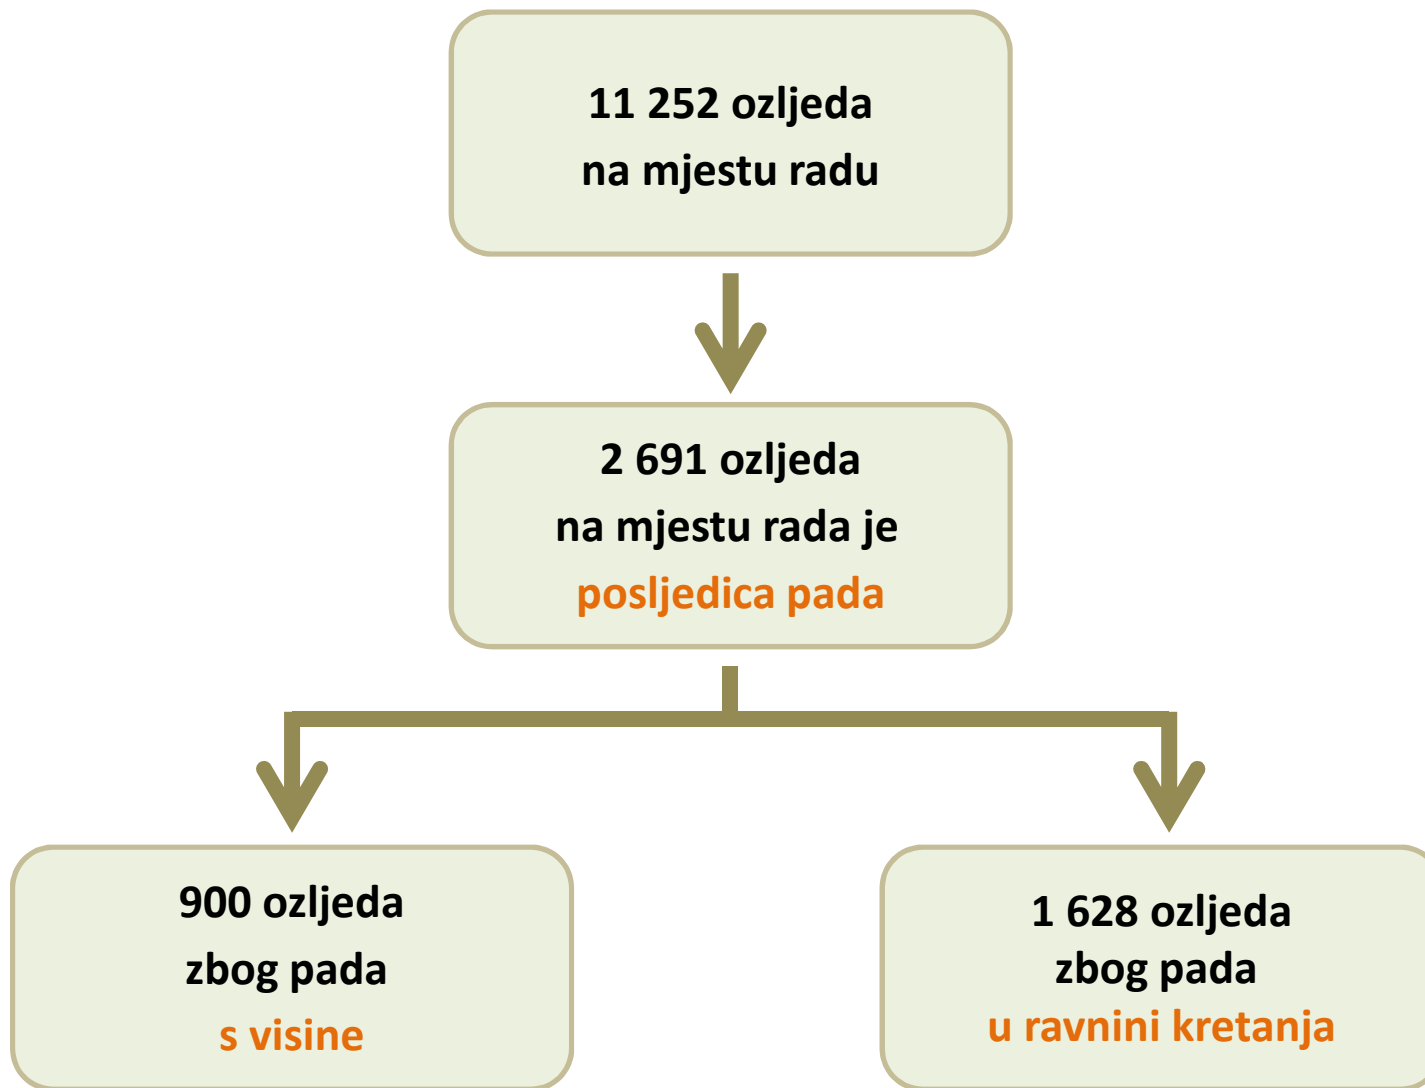 11 252 ozljeda
na mjestu radu
2 691 ozljeda
na mjestu rada je
posljedica pada
900 ozljeda
zbog pada
s visine
1 628 ozljeda
zbog pada
u ravnini kretanja